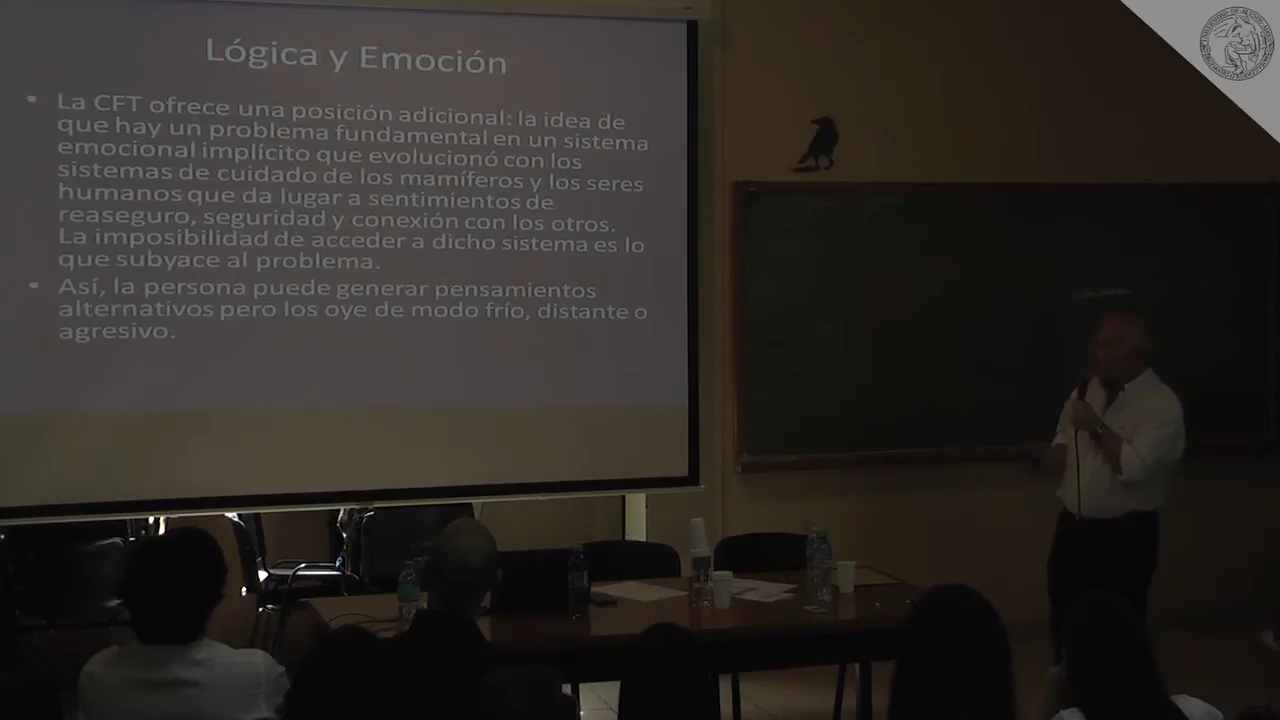 Lógica y Emoción
• La CFT ofrece una posición adicional: la idea de
que hay un problema fundamental en un sistema
emocional implícito que evolucionó con los
sistemas de cuidado de los mamíferos y los seres
humanos que da lugar a sentimientos de
reaseguro, seguridad y conexión con los otros.
La imposibilidad de acceder a dicho sistema es lo
que subyace al problema.
• Así, la persona puede generar pensamientos
alternativos pero los oye de modo frío, distante o
agresivo.